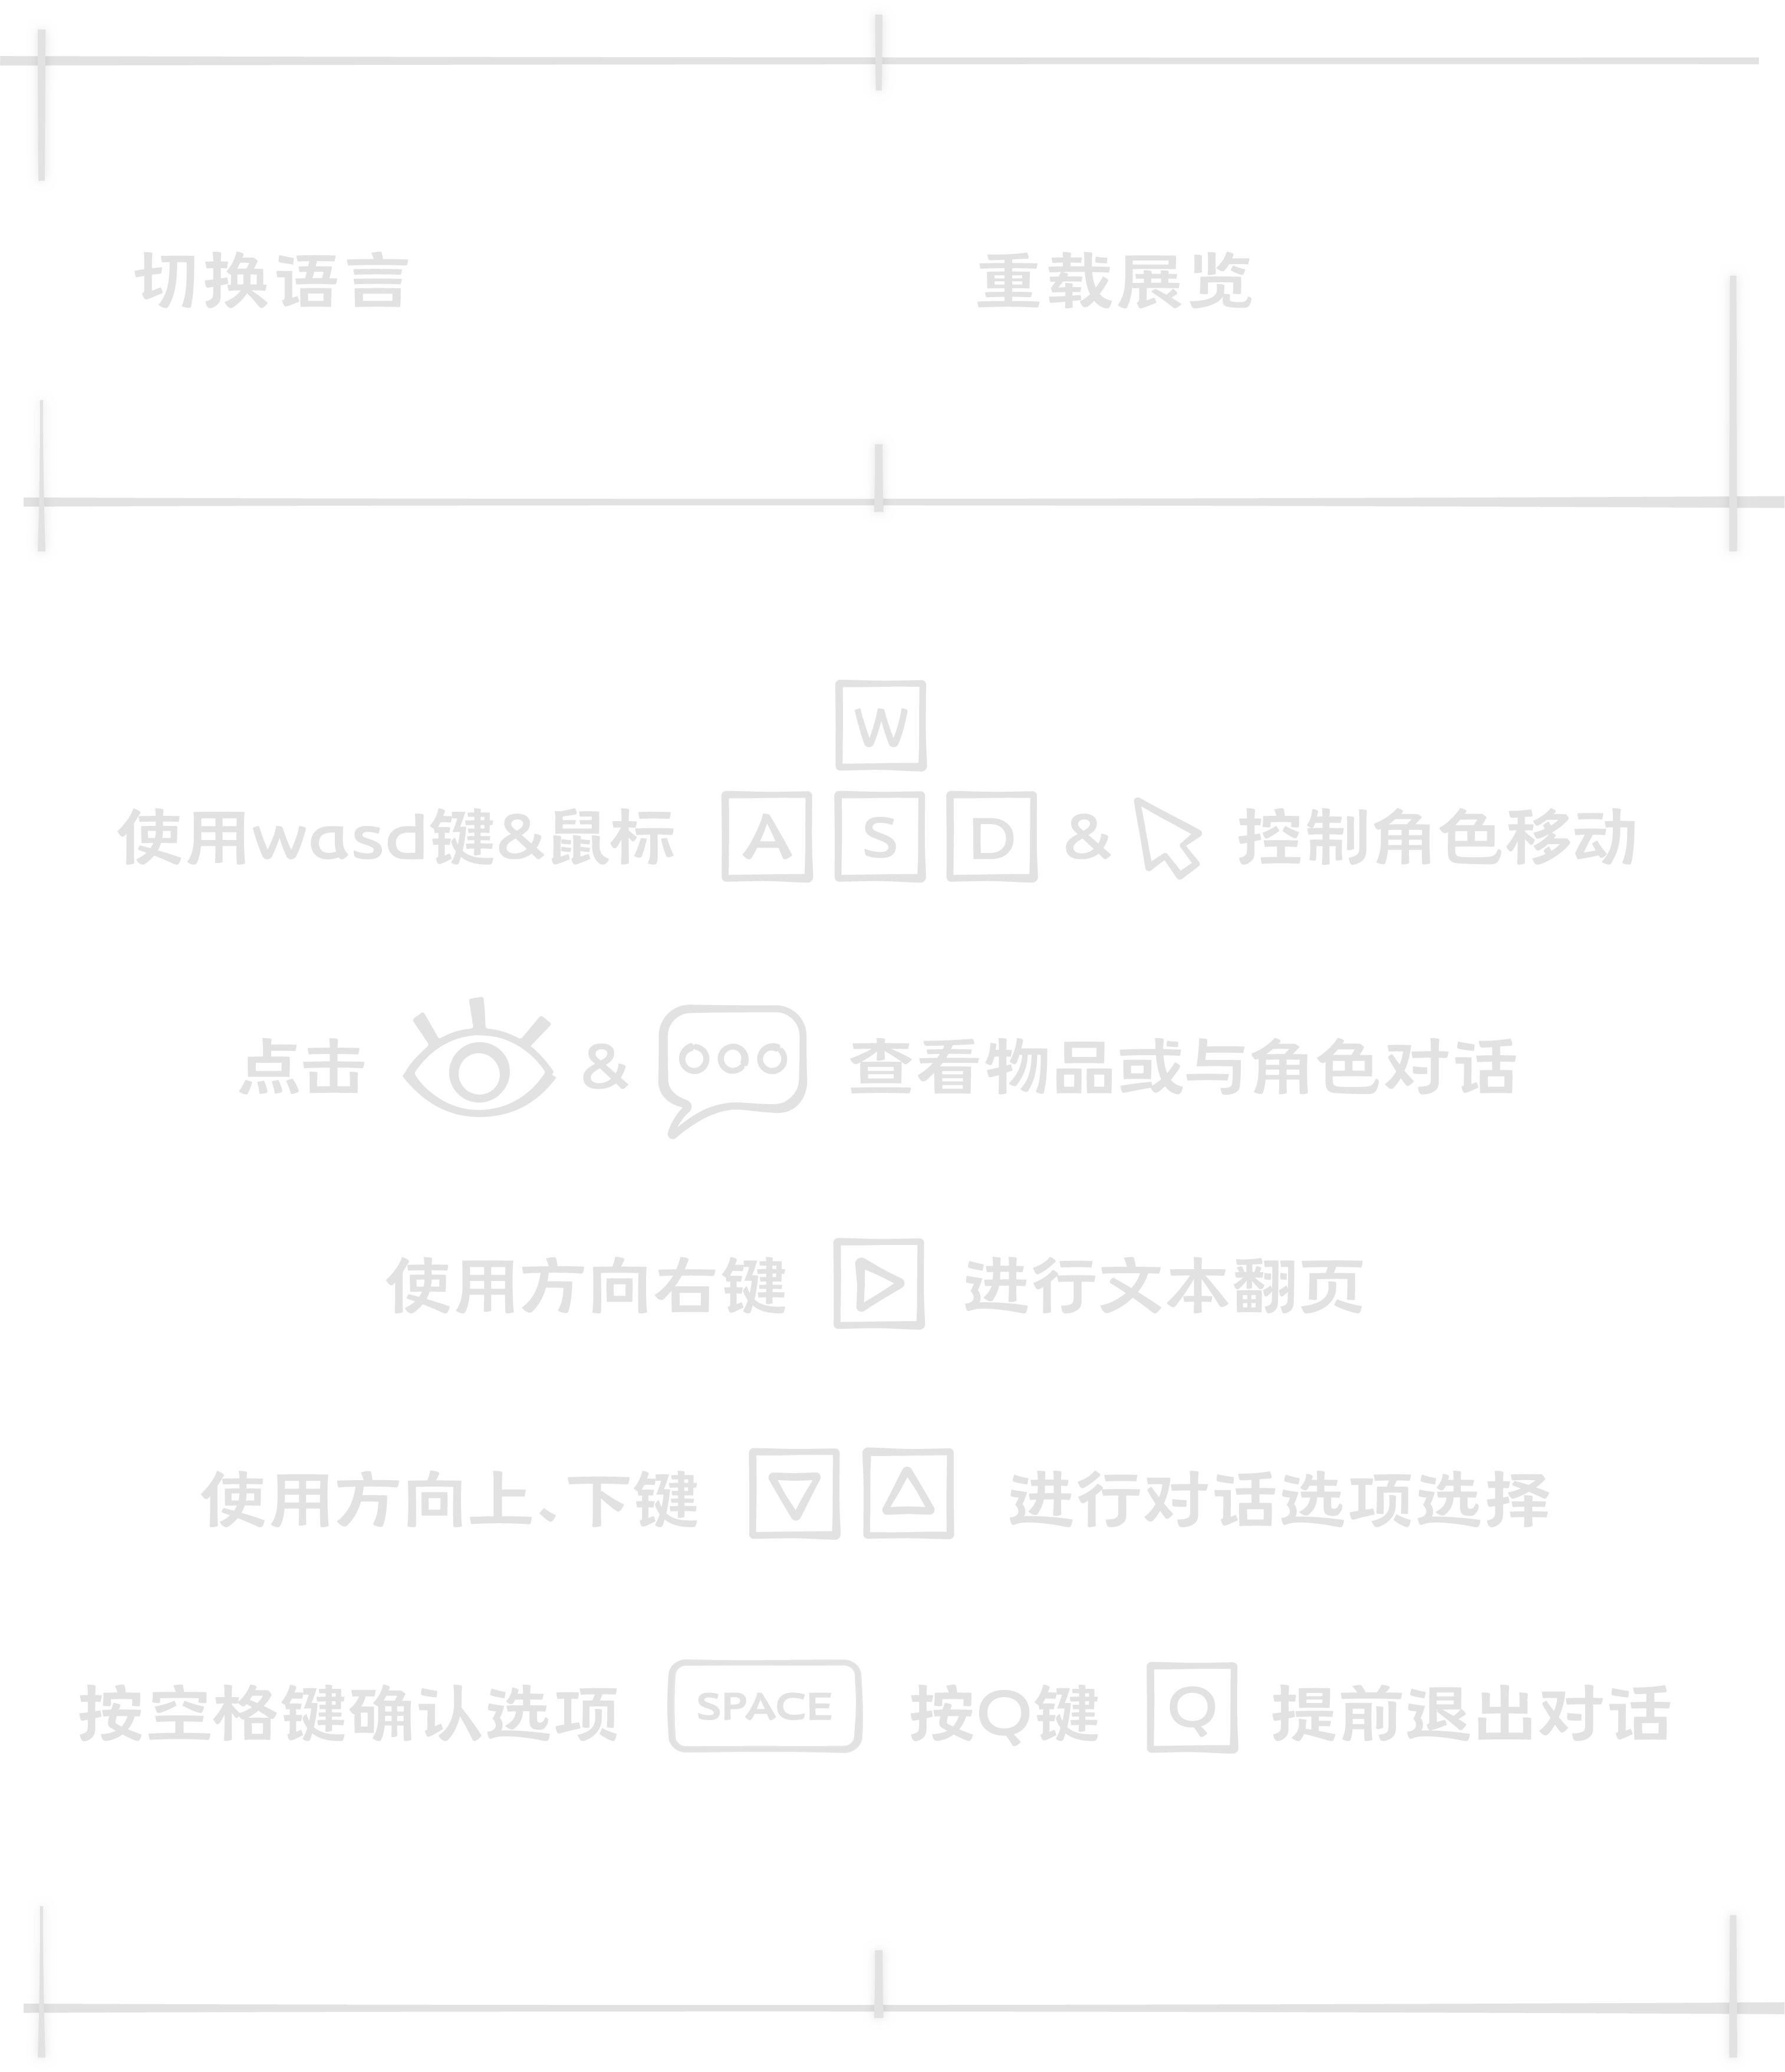 切换语言 重载展览
W
使用wasd键&鼠标 A S D & 控制角色移动
点击 & 查看物品或与角色对话
使用方向右键 进行文本翻页
使用方向上、下键 进行对话选项选择
按空格键确认选项 SPACE 按Q键 Q 提前退出对话